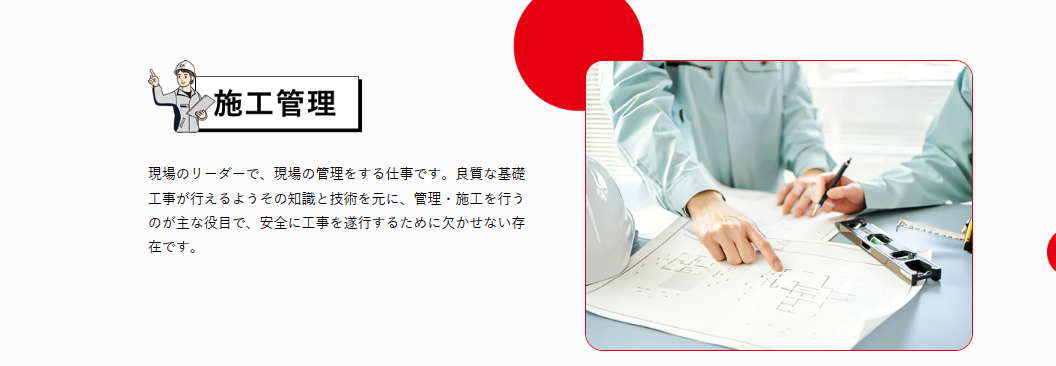 施工管理
現場のリーダーで、現場の管理をする仕事です。良質な基礎
工事が行えるようその知識と技術を元に、管理・施工を行う
のが主な役目で、安全に工事を遂行するために欠かせない存
在です。